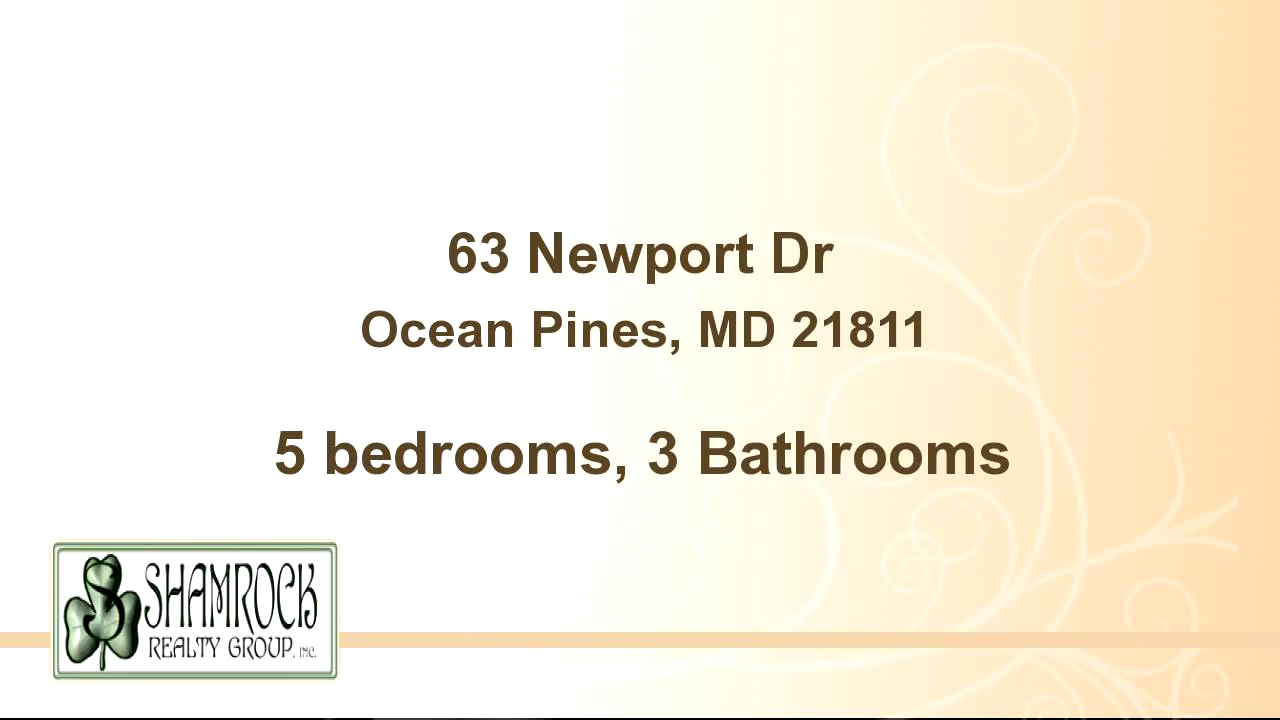 63 Newport Dr
Ocean Pines, MD 21811
5 bedrooms, 3 Bathrooms
SHAMROCK
REALTY GROUP, INC.